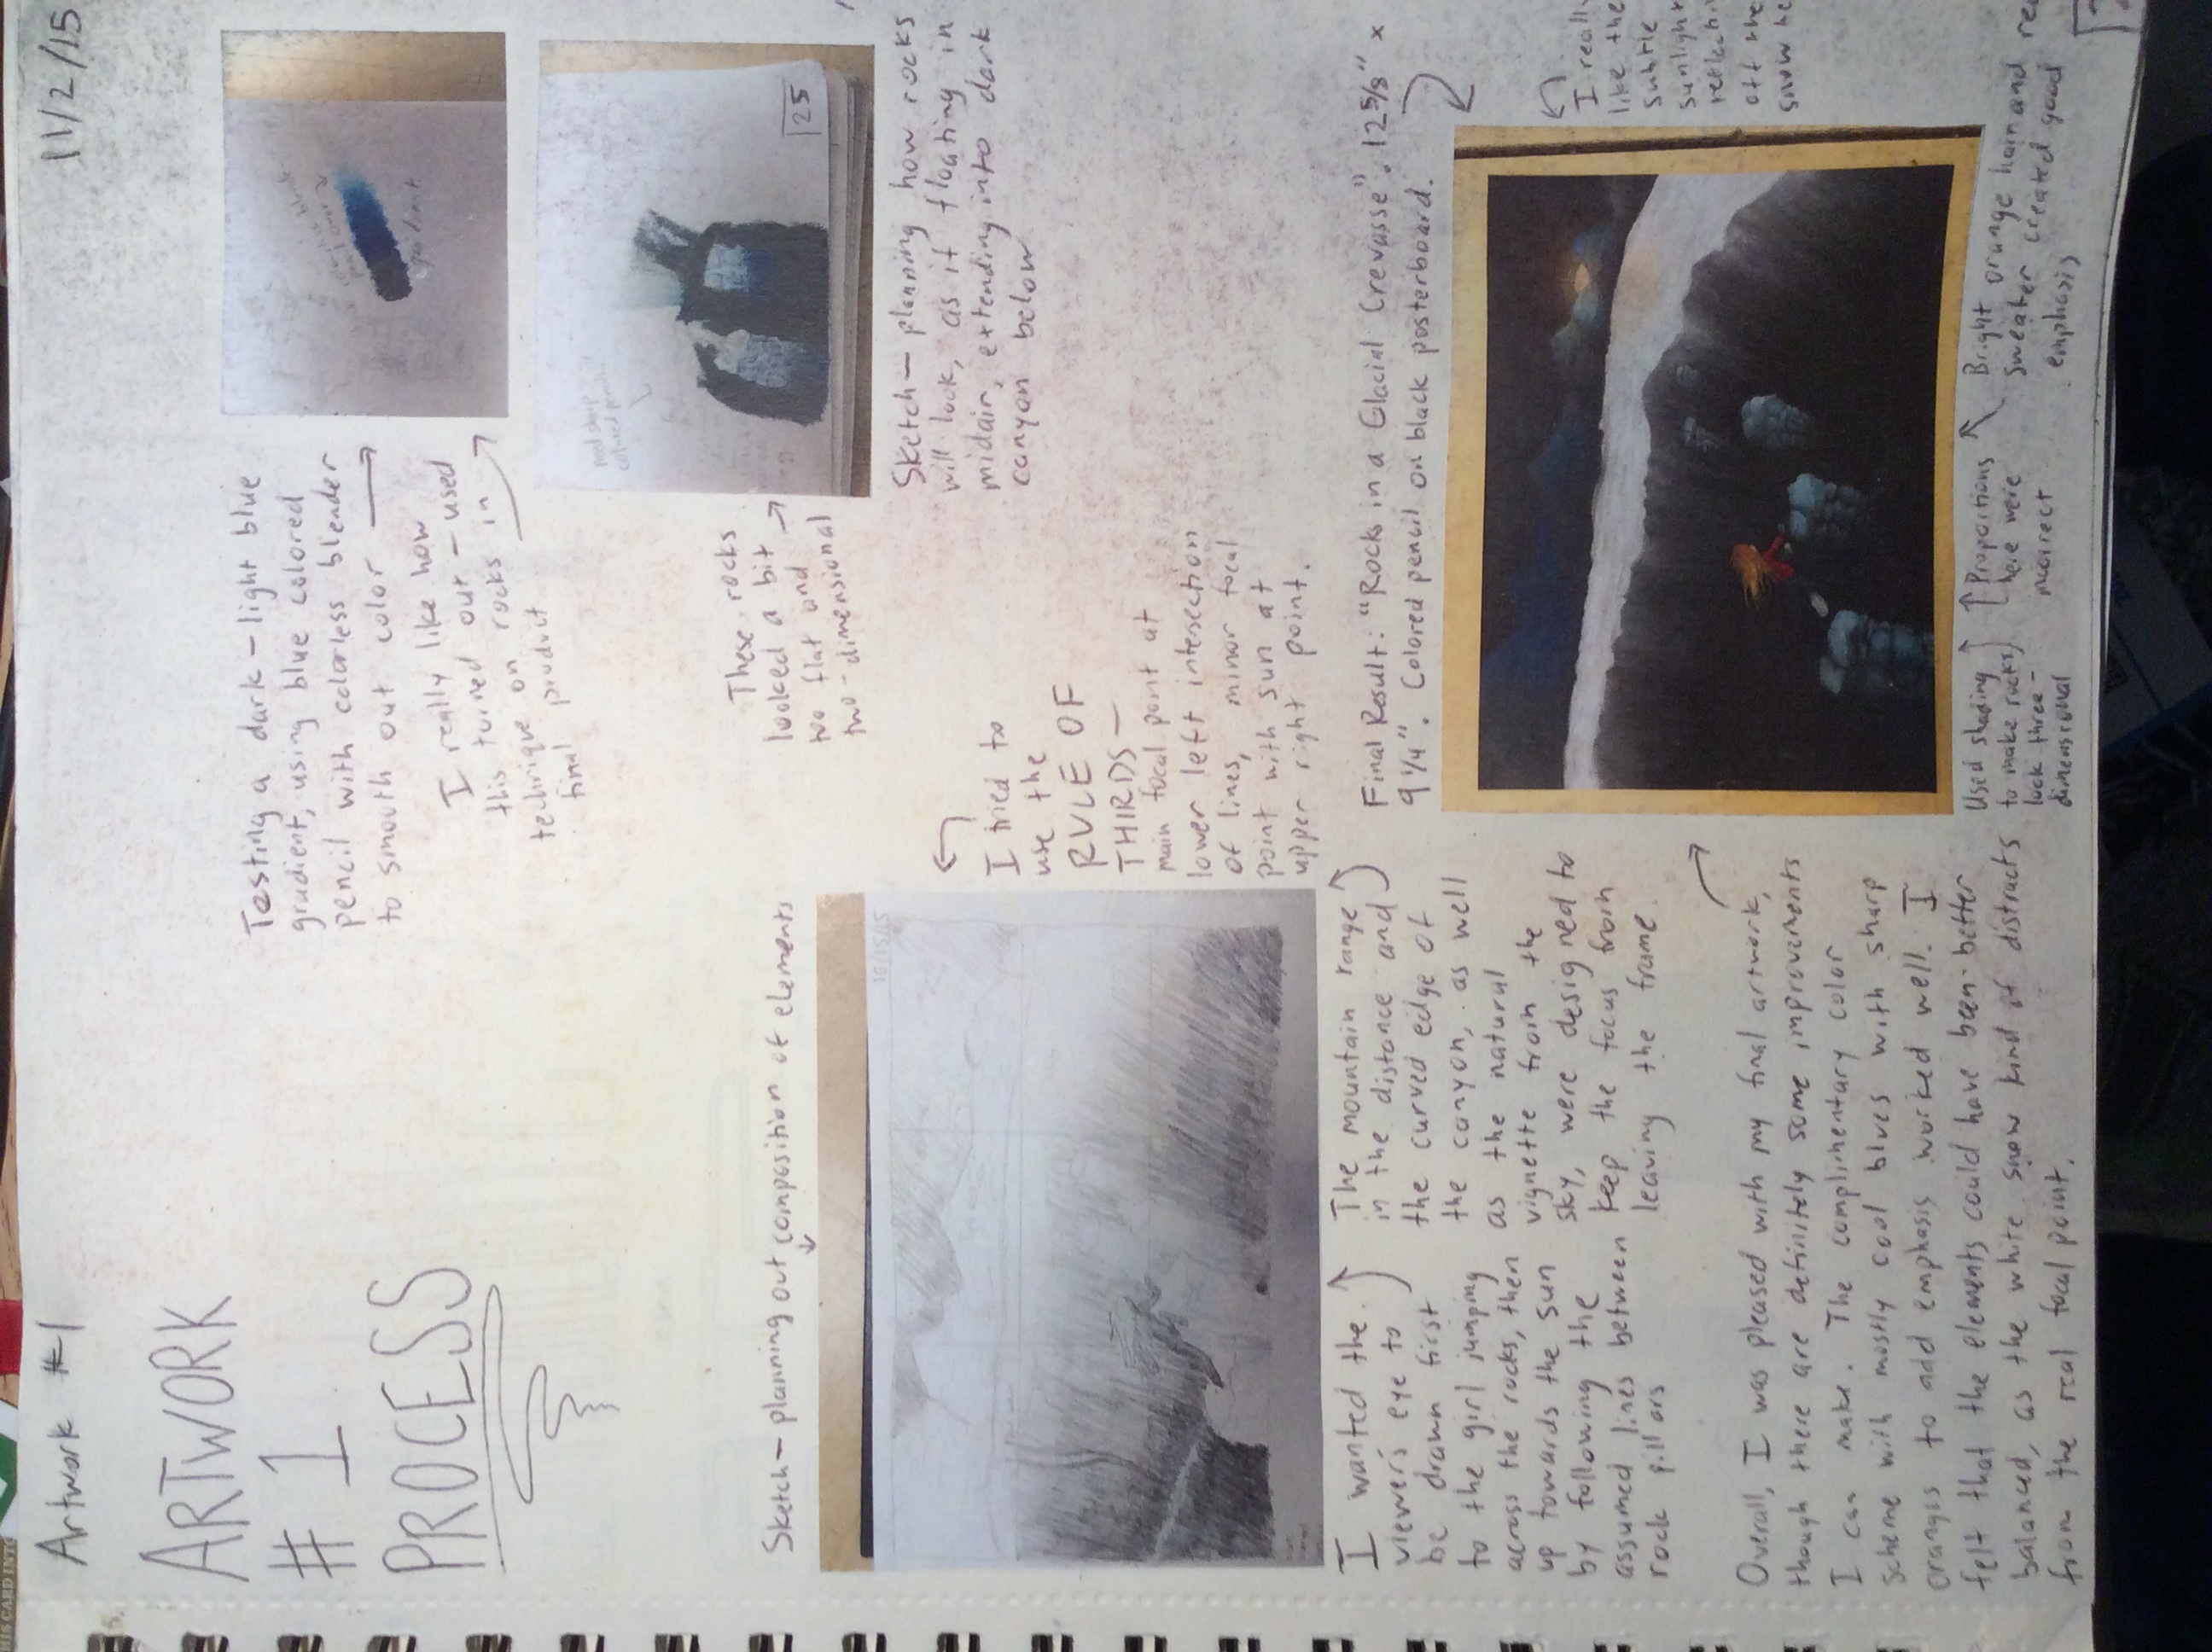 Artwork #1
11/2/15
ARTWORK
#1
PROCESS
Testing a dark-light blue
gradient, using blue colored
pencil with colorless blender
to smooth out color
I really like how
this turned out - used
technique on rocks in
final product
These rocks
looked a bit
too flat and
two-dimensional
25
Sketch - planning how rocks
will look, as if floating in
midair, extending into dark
canyon below
Sketch - planning out composition of elements
10/15/15
I tried to
use the
RULE OF
THIRDS -
main focal point at
lower left intersection
of lines, minor focal
point with sun at
upper right point.
I wanted the
viewer's eye to
be drawn first
to the girl jumping
across the rocks, then
up towards the sun
by following the
assumed lines between
rock pillars
The mountain range
in the distance and
the curved edge of
the canyon, as well
as the natural
vignette from the
sky, were designed to
keep the focus from
leaving the frame.
Final Result: "Rocks in a Glacial Crevasse". 12 5/8" x
9 1/4". Colored pencil on black posterboard.
I really
like the
subtle
sunlight
off the
snow he
Used shading
to make rocks
look three-
dimensional
Proportions
here were
incorrect
Bright orange hair and red
sweater created good
emphasis
Overall, I was pleased with my final artwork,
though there are definitely some improvements
I can make. The complimentary color
scheme with mostly cool blues with sharp
oranges to add emphasis worked well. I
felt that the elements could have been better
balanced, as the white snow kind of distracts
from the real focal point.